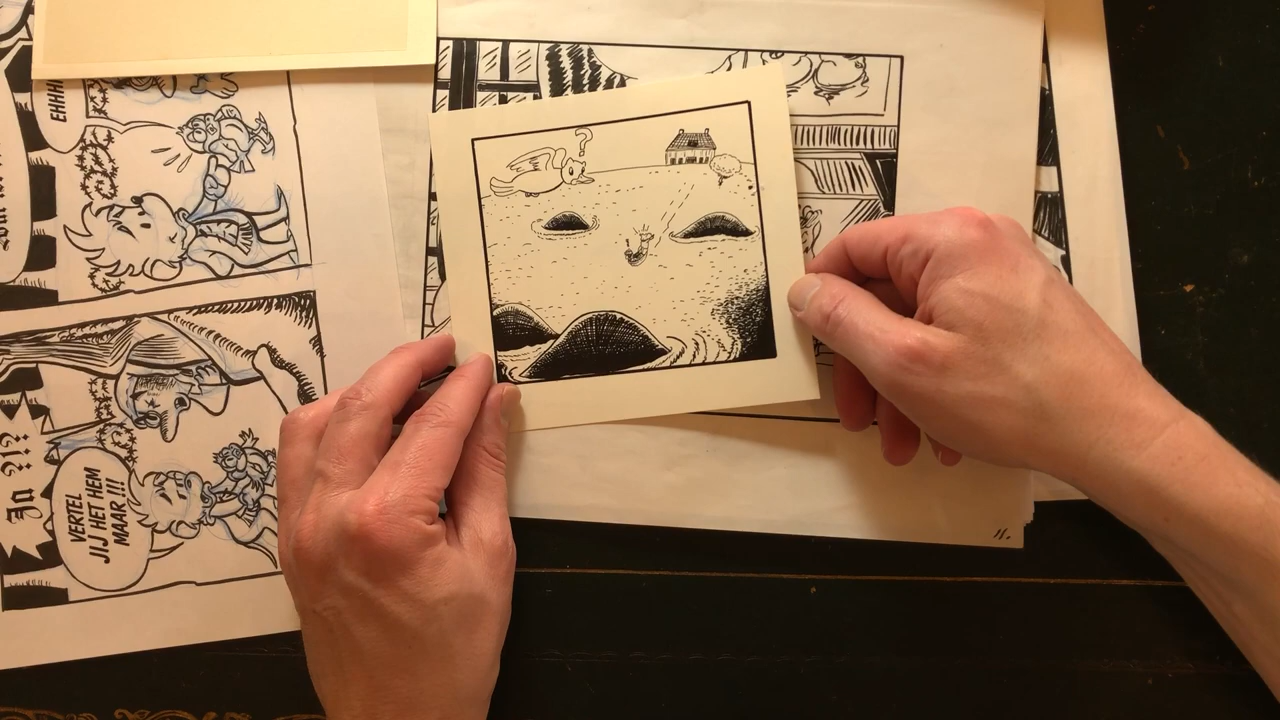 EHHH
Ja ?!?
VERTEL
JIJ HET HEM
MAAR !!!
?
11.